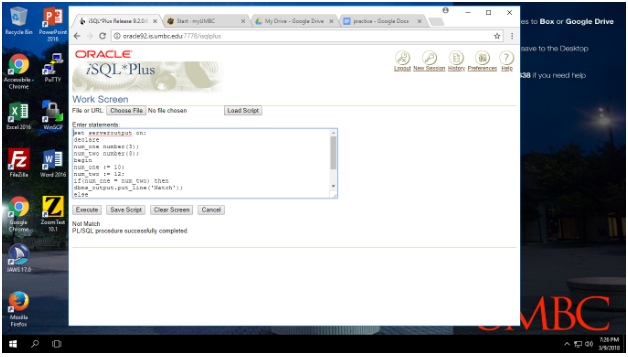 iSQL*Plus Release 9.2.0.
Start - myUMBC
My Drive - Google Drive
practice - Google Docs
oracle92.is.umbc.edu:7778/isqlplus
es to Box or Google Drive
save to the Desktop
438 if you need help
Recycle Bin
PowerPoint 2016
Accessible - Chrome
PuTTY
Excel 2016
WinSCP
FileZilla
Word 2016
Google Chrome
ZoomText 10.1
JAWS 17.0
Mozilla Firefox
ORACLE
iSQL*Plus
Logout New Session History Preferences Help
Work Screen
File or URL: Choose File No file chosen Load Script
Enter statements:
set serveroutput on;
declare
num_one number(3);
num_two number(8);
begin
num_one := 10;
num_two := 12;
if(num_one = num_two) then
dbms_output.put_line('Match');
else
Execute Save Script Clear Screen Cancel
Not Match
PL/SQL procedure successfully completed.
MBC
7:26 PM
3/9/2018